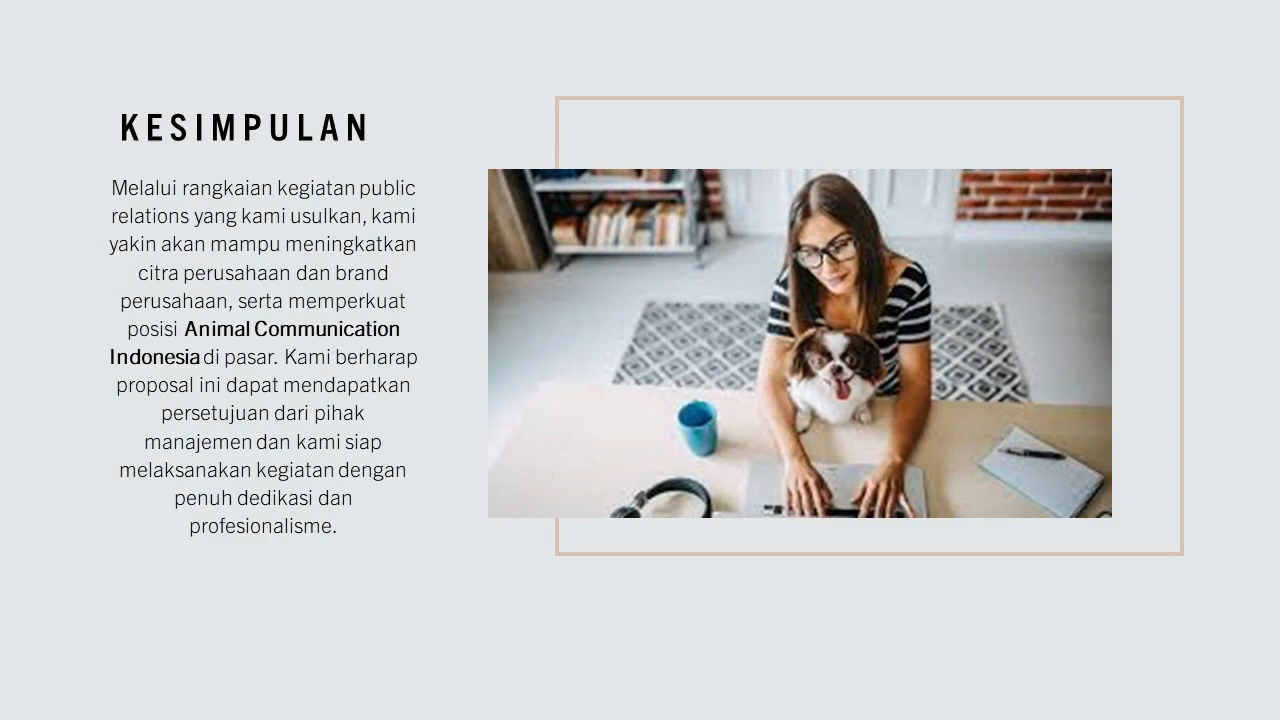 KESIMPULAN
Melalui rangkaian kegiatan public
relations yang kami usulkan, kami
yakin akan mampu meningkatkan
citra perusahaan dan brand
perusahaan, serta memperkuat
posisi Animal Communication
Indonesia di pasar. Kami berharap
proposal ini dapat mendapatkan
persetujuan dari pihak
manajemen dan kami siap
melaksanakan kegiatan dengan
penuh dedikasi dan
profesionalisme.